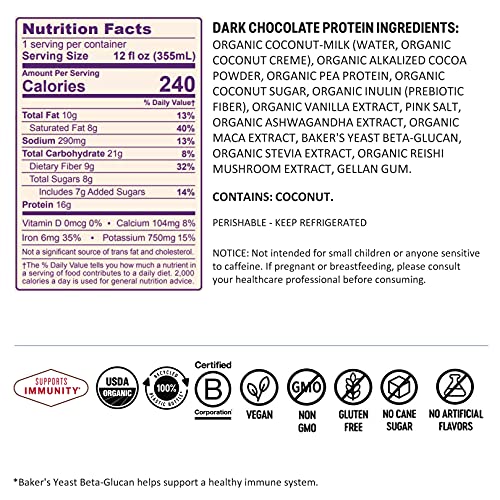 Nutrition Facts
1 serving per container
Serving Size 12 fl oz (355mL)
Amount Per Serving
Calories 240
% Daily Value†
Total Fat 10g 13%
Saturated Fat 8g 40%
Sodium 290mg 13%
Total Carbohydrate 21g 8%
Dietary Fiber 9g 32%
Total Sugars 8g
Includes 7g Added Sugars 14%
Protein 16g
Vitamin D 0mcg 0% • Calcium 104mg 8%
Iron 6mg 35% • Potassium 750mg 15%
Not a significant source of trans fat and cholesterol.
†The % Daily Value tells you how much a nutrient in
a serving of food contributes to a daily diet. 2,000
calories a day is used for general nutrition advice.
DARK CHOCOLATE PROTEIN INGREDIENTS:
ORGANIC COCONUT-MILK (WATER, ORGANIC
COCONUT CREME), ORGANIC ALKALIZED COCOA
POWDER, ORGANIC PEA PROTEIN, ORGANIC
COCONUT SUGAR, ORGANIC INULIN (PREBIOTIC
FIBER), ORGANIC VANILLA EXTRACT, PINK SALT,
ORGANIC ASHWAGANDHA EXTRACT, ORGANIC
MACA EXTRACT, BAKER'S YEAST BETA-GLUCAN,
ORGANIC STEVIA EXTRACT, ORGANIC REISHI
MUSHROOM EXTRACT, GELLAN GUM.
CONTAINS: COCONUT.
PERISHABLE - KEEP REFRIGERATED
NOTICE: Not intended for small children or anyone sensitive
to caffeine. If pregnant or breastfeeding, please consult
your healthcare professional before consuming.
SUPPORTS
IMMUNITY*
USDA
ORGANIC
RECYCLED
100%
PLASTIC BOTTLE
Certified
B
Corporation
VEGAN
GMO
NON
GMO
GLUTEN
FREE
NO CANE
SUGAR
NO ARTIFICIAL
FLAVORS
*Baker's Yeast Beta-Glucan helps support a healthy immune system.